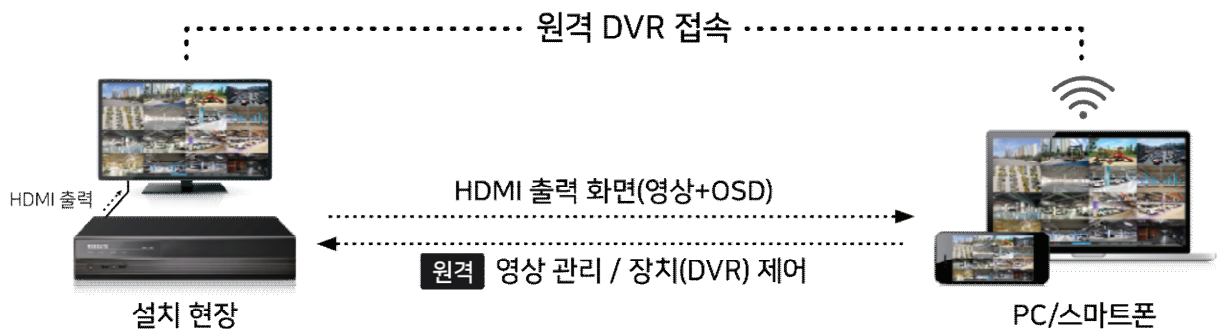 원격 DVR 접속
HDMI 출력
HDMI 출력 화면(영상+OSD)
원격 영상 관리 / 장치(DVR) 제어
설치 현장
PC/스마트폰